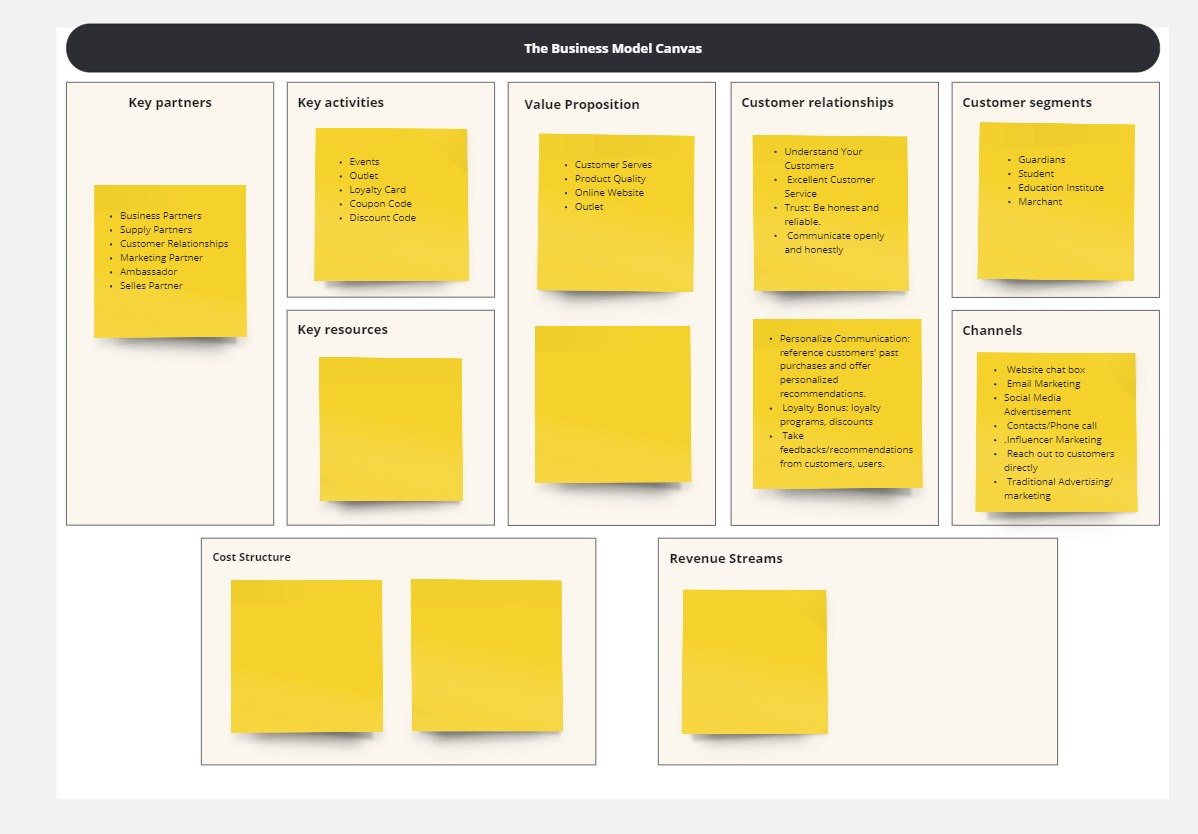 The Business Model Canvas
Key partners
• Business Partners
• Supply Partners
• Customer Relationships
• Marketing Partner
• Ambassador
• Selles Partner
Key activities
• Events
• Outlet
• Loyalty Card
• Coupon Code
• Discount Code
Key resources
Value Proposition
• Customer Serves
• Product Quality
• Online Website
• Outlet
Customer relationships
• Understand Your
Customers
• Excellent Customer
Service
• Trust: Be honest and
reliable.
• Communicate openly
and honestly
• Personalize Communication:
reference customers' past
purchases and offer
personalized
recommendations.
• Loyalty Bonus: loyalty
programs, discounts
• Take
feedbacks/recommendations
from customers, users.
Customer segments
• Guardians
• Student
• Education Institute
• Marchant
Channels
• Website chat box
• Email Marketing
• Social Media
Advertisement
• Contacts/Phone call
• .Influencer Marketing
• Reach out to customers
directly
• Traditional Advertising/
marketing
Cost Structure
Revenue Streams